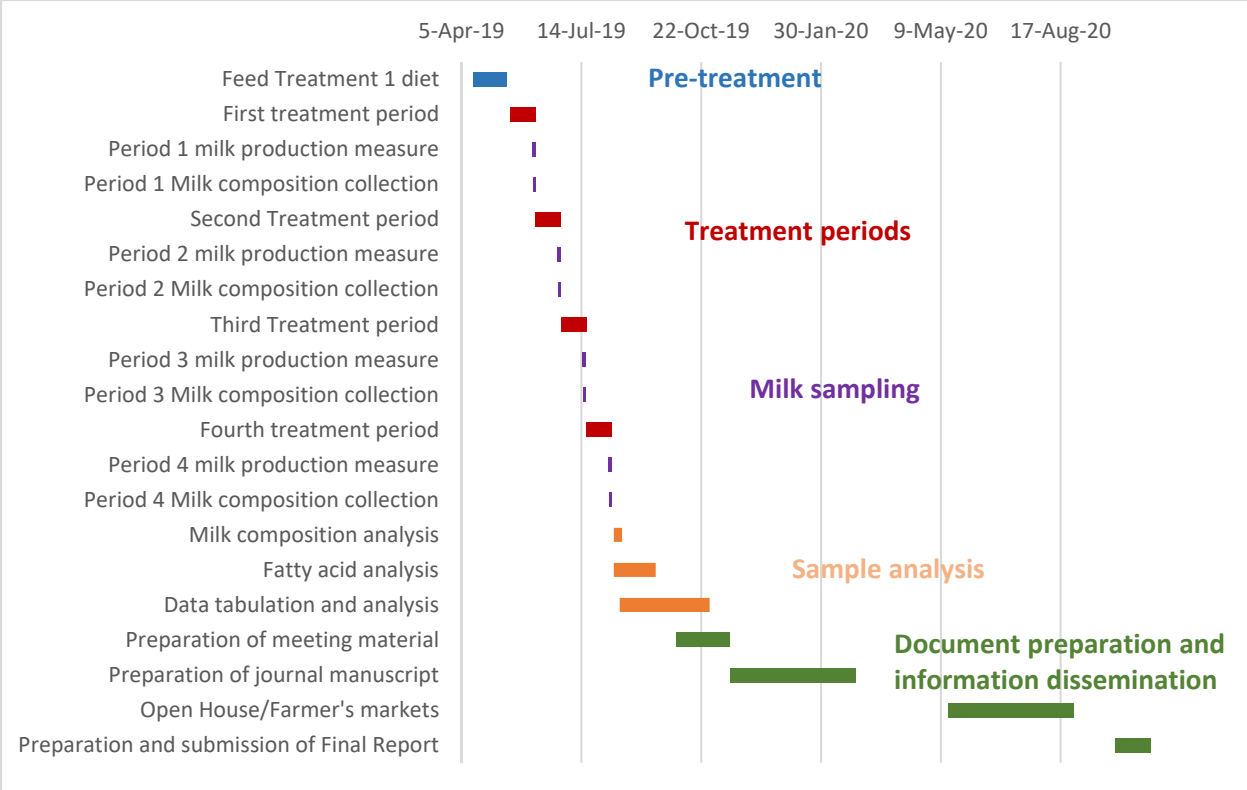 5-Apr-19 14-Jul-19 22-Oct-19 30-Jan-20 9-May-20 17-Aug-20
Feed Treatment 1 diet Pre-treatment
First treatment period
Period 1 milk production measure
Period 1 Milk composition collection
Second Treatment period
Treatment periods
Period 2 milk production measure
Period 2 Milk composition collection
Third Treatment period
Period 3 milk production measure
Period 3 Milk composition collection
Milk sampling
Fourth treatment period
Period 4 milk production measure
Period 4 Milk composition collection
Milk composition analysis
Fatty acid analysis Sample analysis
Data tabulation and analysis
Preparation of meeting material
Document preparation and
Preparation of journal manuscript
information dissemination
Open House/Farmer's markets
Preparation and submission of Final Report